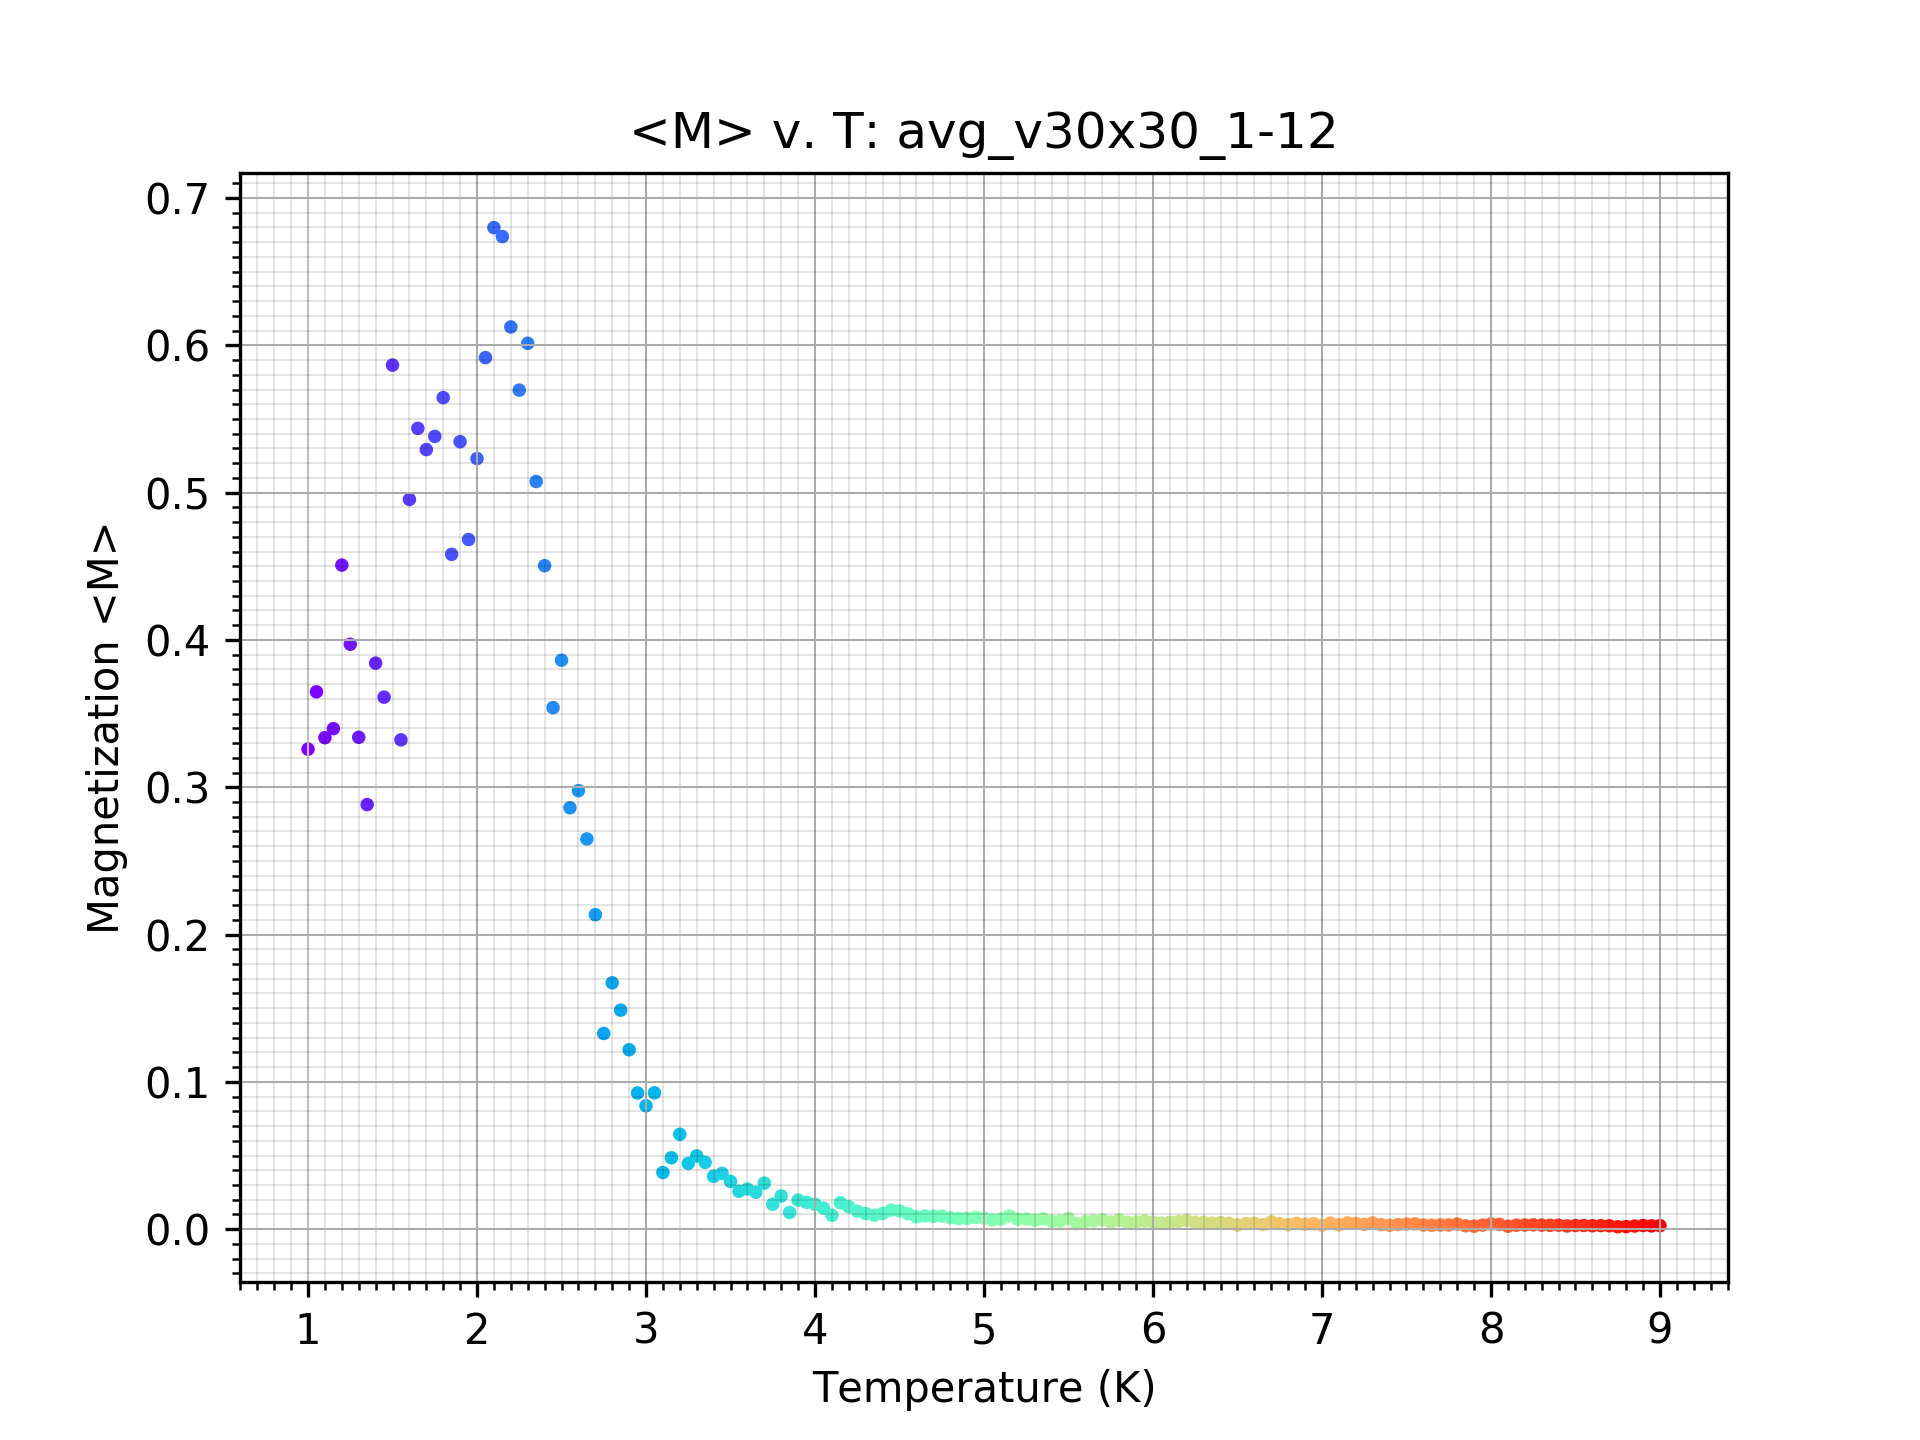 <M> v. T: avg_v30x30_1-12
0.7
0.6
0.5
0.4
0.3
0.2
0.1
0.0
Magnetization <M>
1 2 3 4 5 6 7 8 9
Temperature (K)